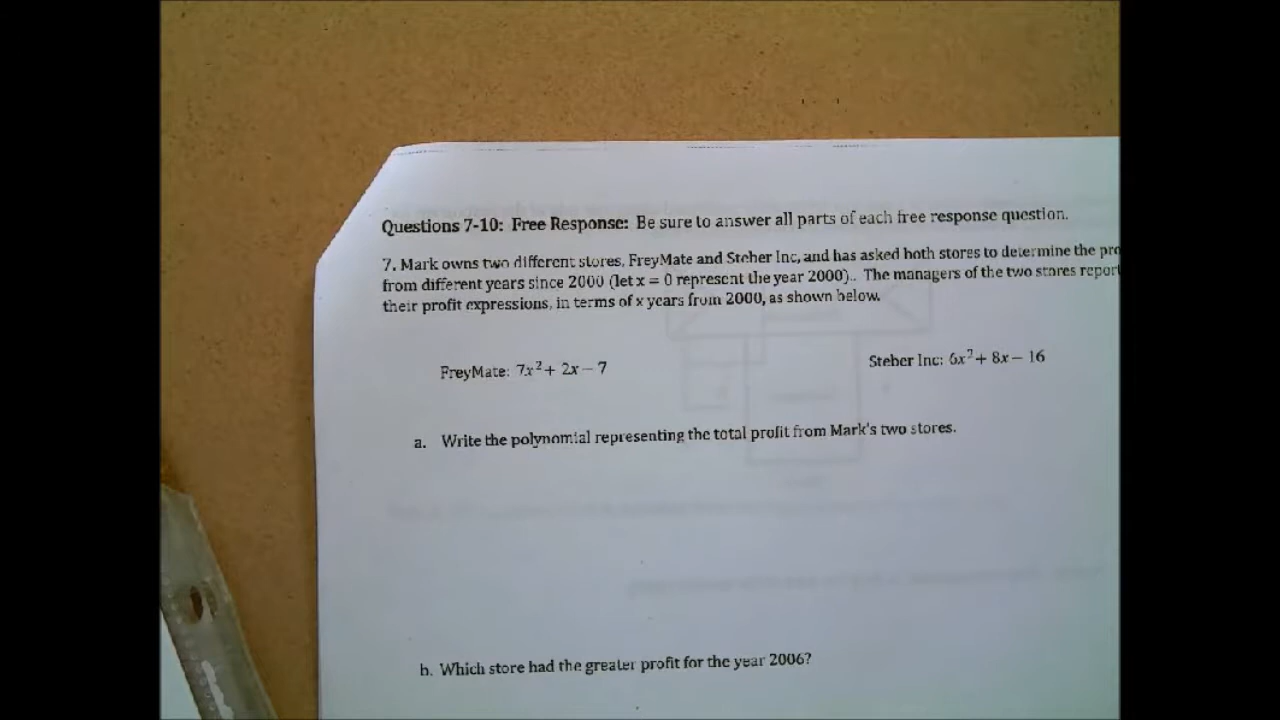 Questions 7-10: Free Response: Be sure to answer all parts of each free response question.
7. Mark owns two different stores, FreyMate and Steber Inc, and has asked both stores to determine the pro
from different years since 2000 (let x = 0 represent the year 2000).. The managers of the two stores report
their profit expressions, in terms of x years from 2000, as shown below.
FreyMate: 7x² + 2x – 7
Steber Inc: 6x² + 8x – 16
a. Write the polynomial representing the total profit from Mark's two stores.
b. Which store had the greater profit for the year 2006?